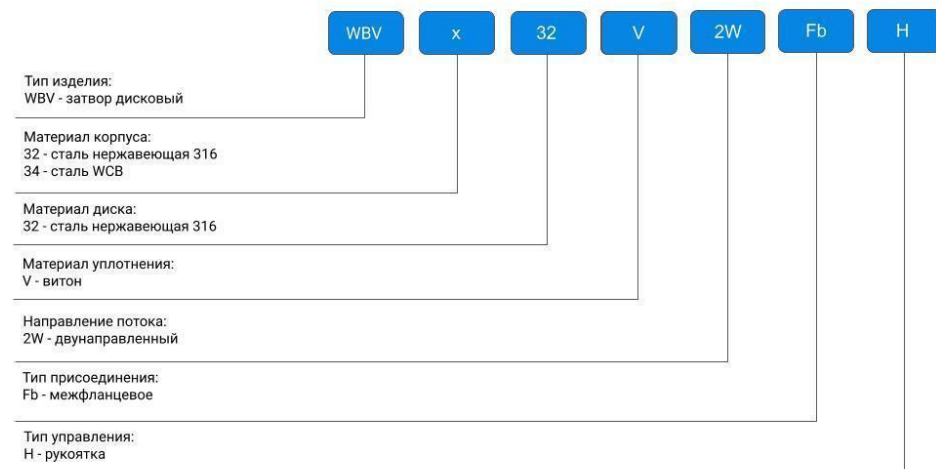 WBV x 32 V 2W Fb H
Тип изделия:
WBV - затвор дисковый
Материал корпуса:
32 - сталь нержавеющая 316
34 - сталь WCB
Материал диска:
32 - сталь нержавеющая 316
Материал уплотнения:
V - витон
Направление потока:
2W - двунаправленный
Тип присоединения:
Fb - межфланцевое
Тип управления:
H - рукоятка